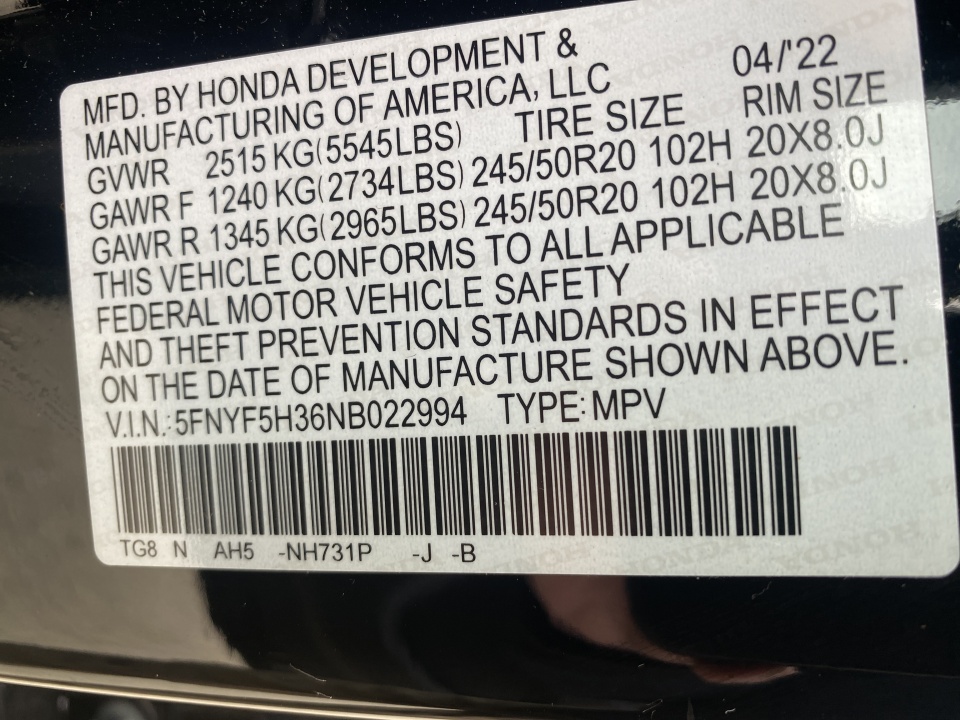 MFD. BY HONDA DEVELOPMENT & 04/'22
MANUFACTURING OF AMERICA, LLC
GVWR 2515 KG(5545LBS) TIRE SIZE RIM SIZE
GAWR F 1240 KG(2734LBS) 245/50R20 102H 20X8.0J
GAWR R 1345 KG(2965LBS) 245/50R20 102H 20X8.0J
THIS VEHICLE CONFORMS TO ALL APPLICABLE
FEDERAL MOTOR VEHICLE SAFETY
AND THEFT PREVENTION STANDARDS IN EFFECT
ON THE DATE OF MANUFACTURE SHOWN ABOVE.
V.I.N.: 5FNYF5H36NB022994 TYPE: MPV
TG8 N AH5 -NH731P -J -B